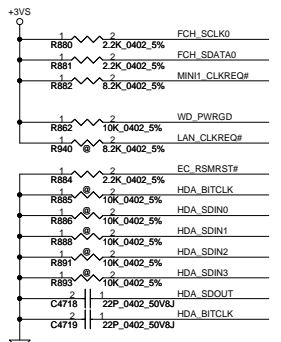 +3VS
1 2 FCH_SCLK0
R880 2.2K_0402_5%
1 2 FCH_SDATA0
R881 2.2K_0402_5%
1 2 MINI1_CLKREQ#
R882 8.2K_0402_5%
1 2 WD_PWRGD
R862 10K_0402_5%
1 @ 2 LAN_CLKREQ#
R940 8.2K_0402_5%
1 2 EC_RSMRST#
R884 2.2K_0402_5%
1 @ 2 HDA_BITCLK
R885 10K_0402_5%
1 @ 2 HDA_SDIN0
R886 10K_0402_5%
1 @ 2 HDA_SDIN1
R888 10K_0402_5%
1 @ 2 HDA_SDIN2
R891 10K_0402_5%
1 @ 2 HDA_SDIN3
R893 10K_0402_5%
2 1 HDA_SDOUT
C4718 22P_0402_50V8J
2 1 HDA_BITCLK
C4719 22P_0402_50V8J